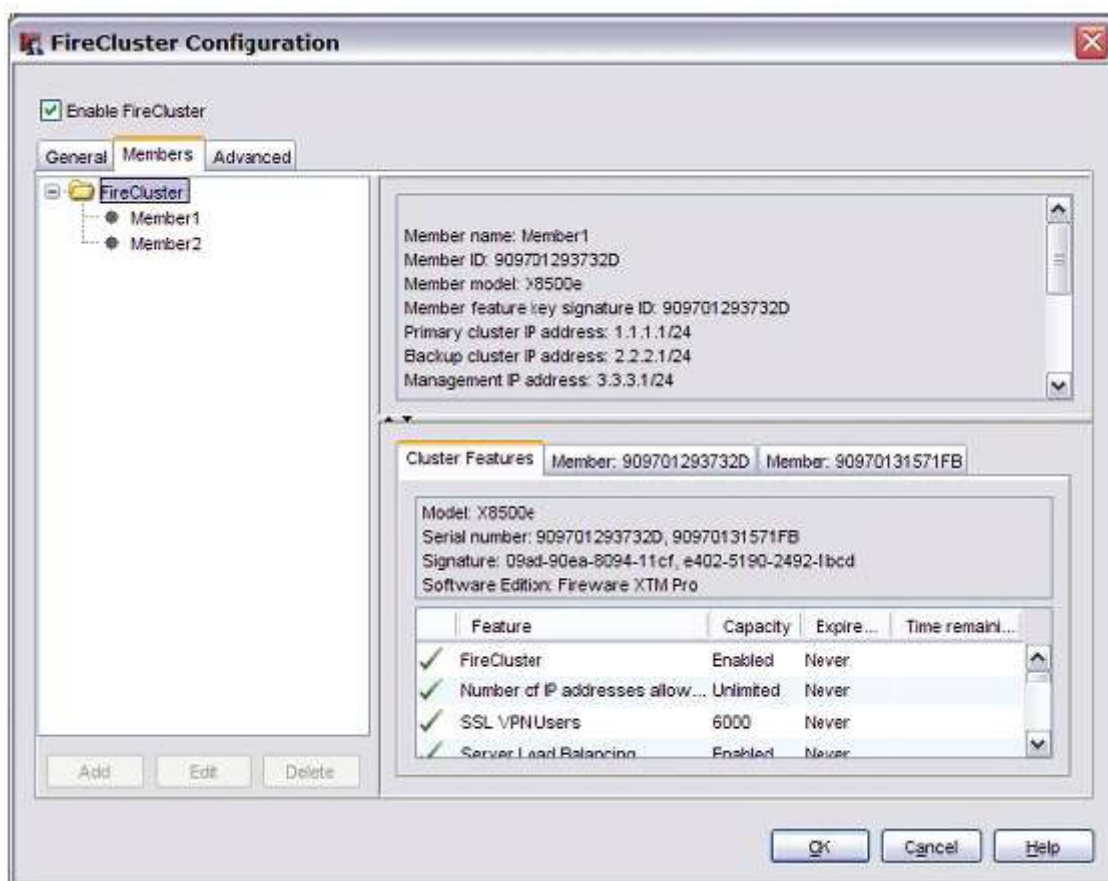 FireCluster Configuration
Enable FireCluster
General Members Advanced
FireCluster
Member1
Member2
Member name: Member1
Member ID: 909701293732D
Member model: X8500e
Member feature key signature ID: 909701293732D
Primary cluster IP address: 1.1.1.1/24
Backup cluster IP address: 2.2.2.1/24
Management IP address: 3.3.3.1/24
Cluster Features Member: 909701293732D Member: 90970131571FB
Model: X8500e
Serial number: 909701293732D, 90970131571FB
Signature: 09ad-90ea-8094-11cf, e402-5190-2492-1bcd
Software Edition: Fireware XTM Pro
Feature Capacity Expire... Time remaini...
FireCluster Enabled Never
Number of IP addresses allow... Unlimited Never
SSL VPN Users 6000 Never
Server Load Balancing Enabled Never
Add Edit Delete
OK Cancel Help